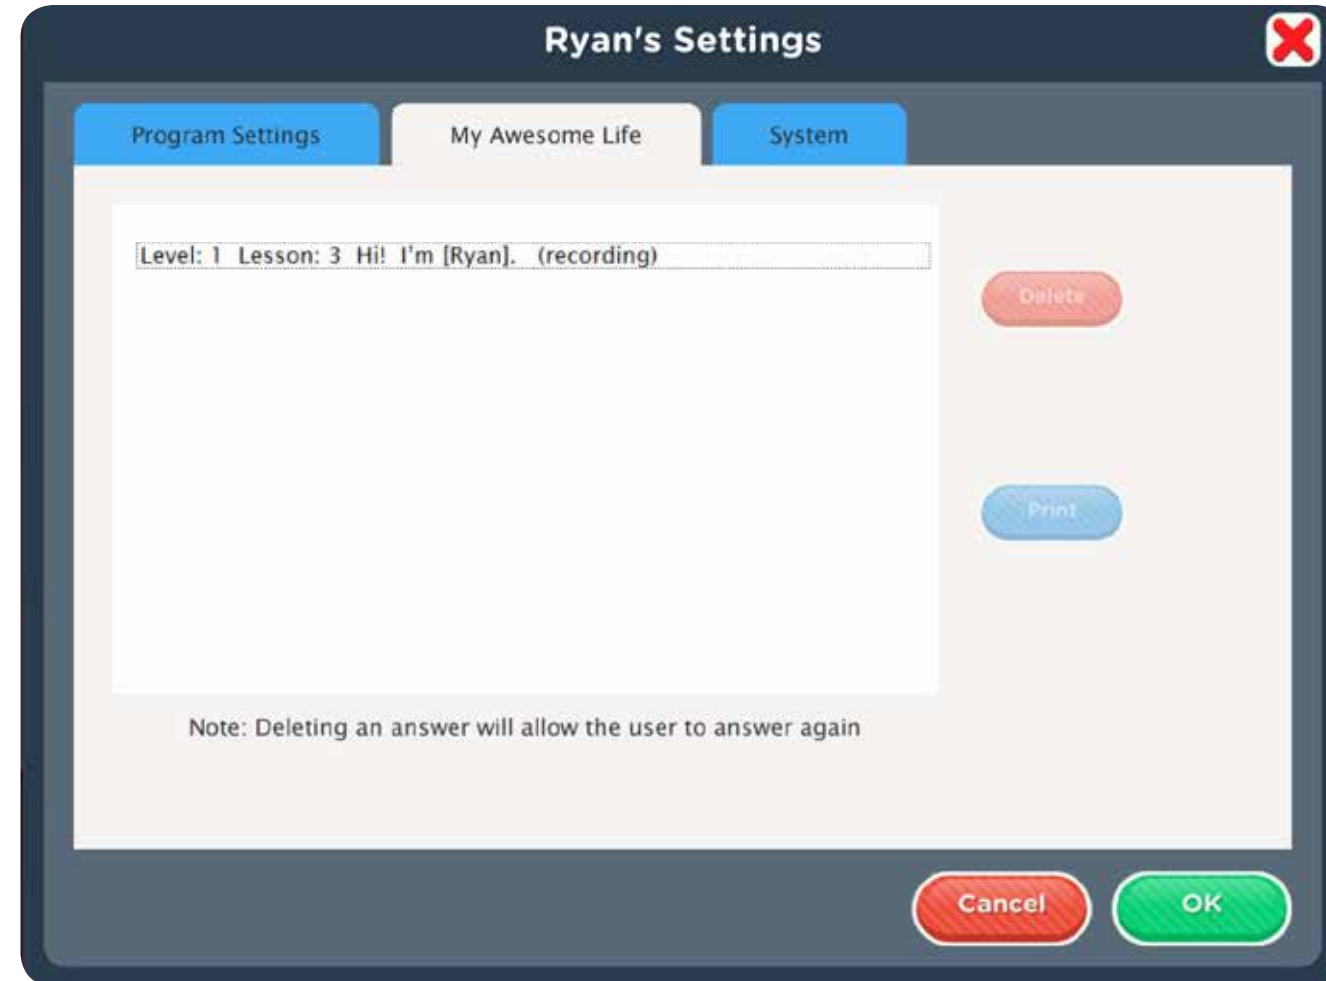 Ryan's Settings
Program Settings
My Awesome Life
System
Level: 1 Lesson: 3 Hi! I'm [Ryan]. (recording)
Delete
Print
Note: Deleting an answer will allow the user to answer again
Cancel
OK